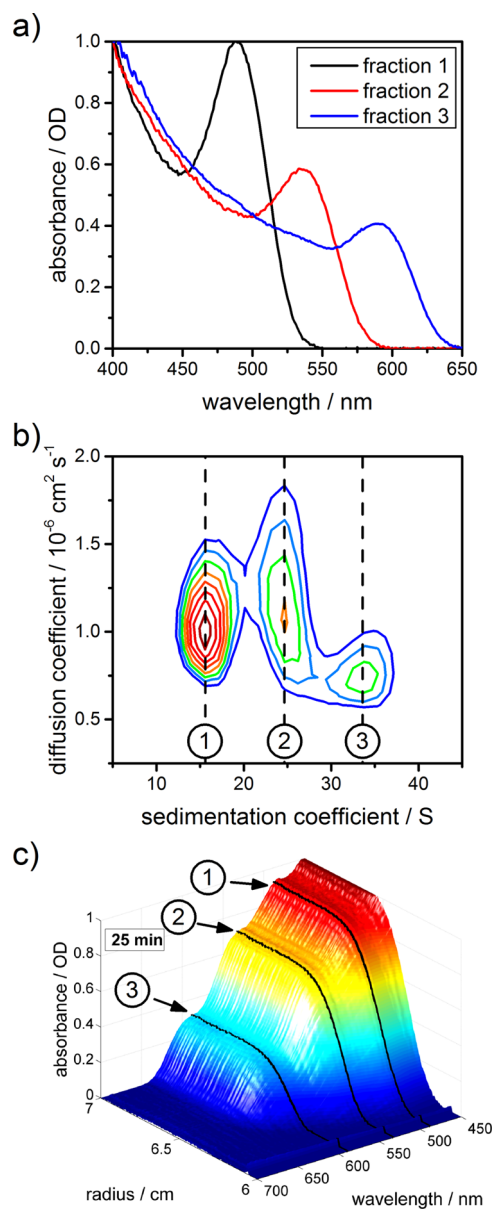 a)
absorbance / OD
1.0
0.8
0.6
0.4
0.2
0.0
fraction 1
fraction 2
fraction 3
400 450 500 550 600 650
wavelength / nm
b)
diffusion coefficient / 10⁻⁶ cm² s⁻¹
2.0
1.5
1.0
0.5
1 2 3
10 20 30 40
sedimentation coefficient / S
c)
1
2
3
25 min
absorbance / OD
1
0.8
0.6
0.4
0.2
0
7 6.5 6
radius / cm
700 650 600 550 500 450
wavelength / nm